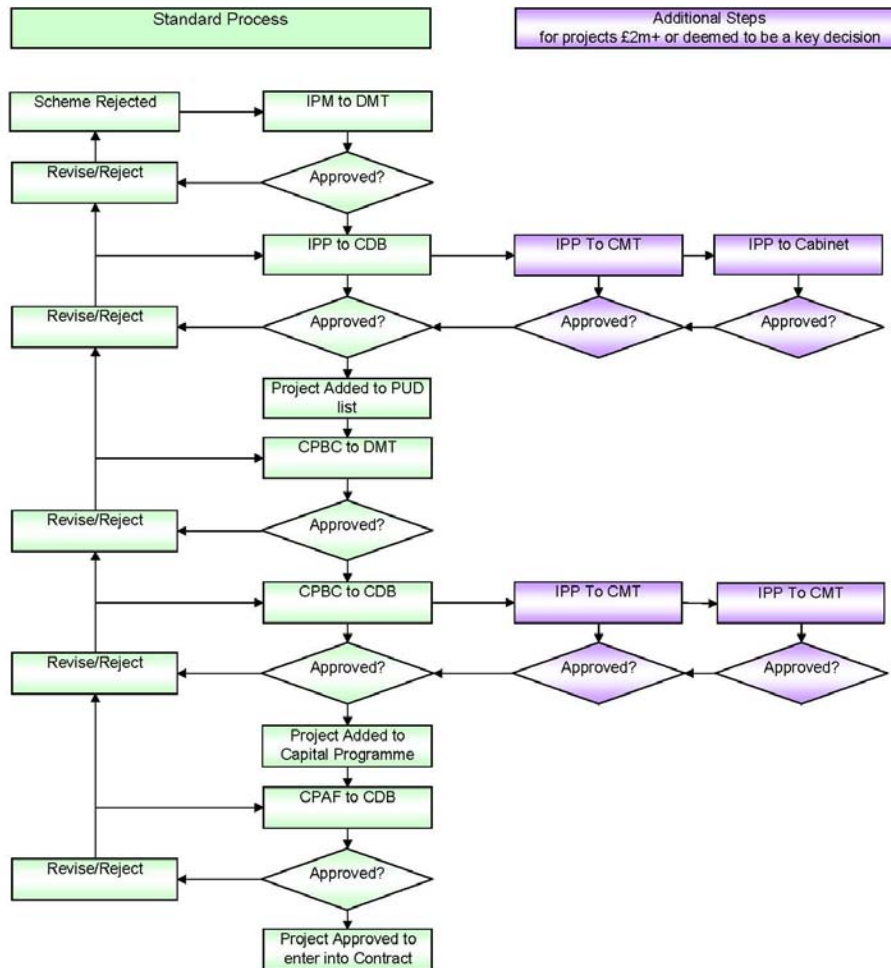 Standard Process
Additional Steps
for projects £2m+ or deemed to be a key decision
Scheme Rejected
IPM to DMT
Revise/Reject
Approved?
IPP to CDB
IPP To CMT
IPP to Cabinet
Revise/Reject
Approved?
Approved?
Approved?
Project Added to PUD
list
CPBC to DMT
Revise/Reject
Approved?
CPBC to CDB
IPP To CMT
IPP To CMT
Revise/Reject
Approved?
Approved?
Approved?
Project Added to
Capital Programme
CPAF to CDB
Revise/Reject
Approved?
Project Approved to
enter into Contract